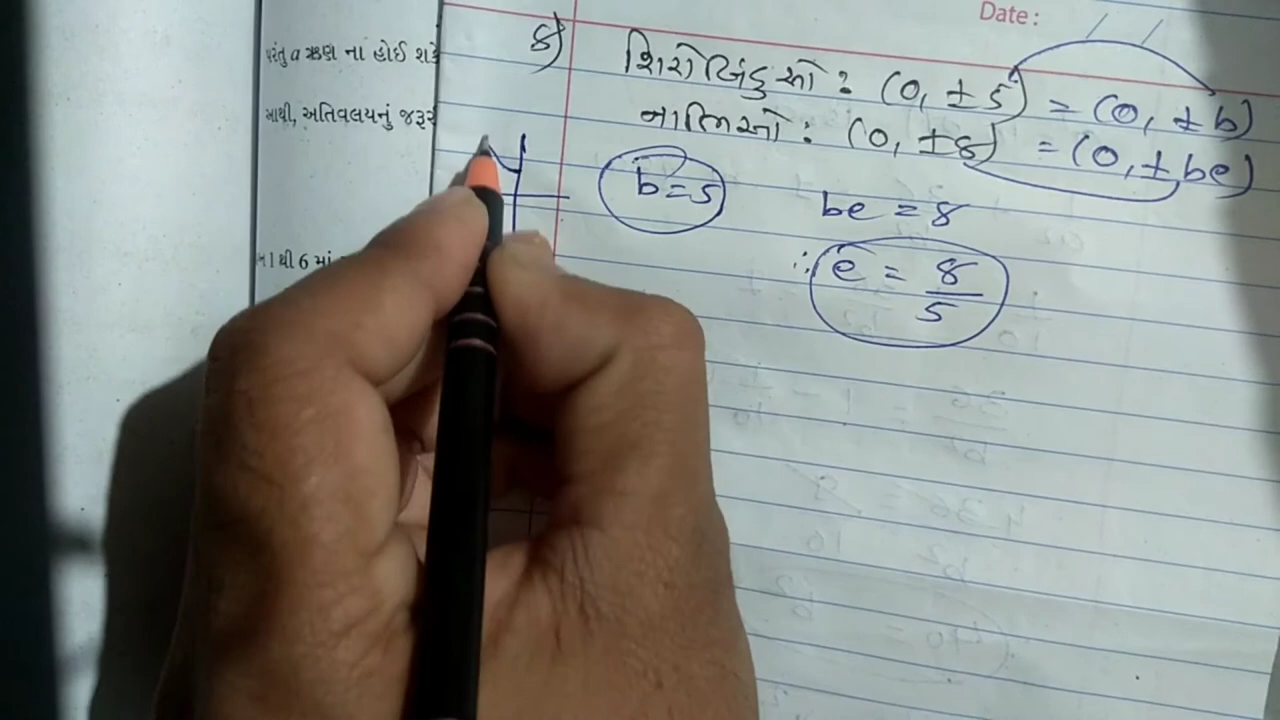 Date: / /
પરંતુ a ઋણ ના હોઈ શકે
માથી, અતિવલયનું જરૂર
1 થી 6 માં
8) શિરોબિંદુઓ : (0, ±5) = (0, ±b)
નાભિઓ : (0, ±8) = (0, ±be)
b=5 be = 8
∴ e = 8/5